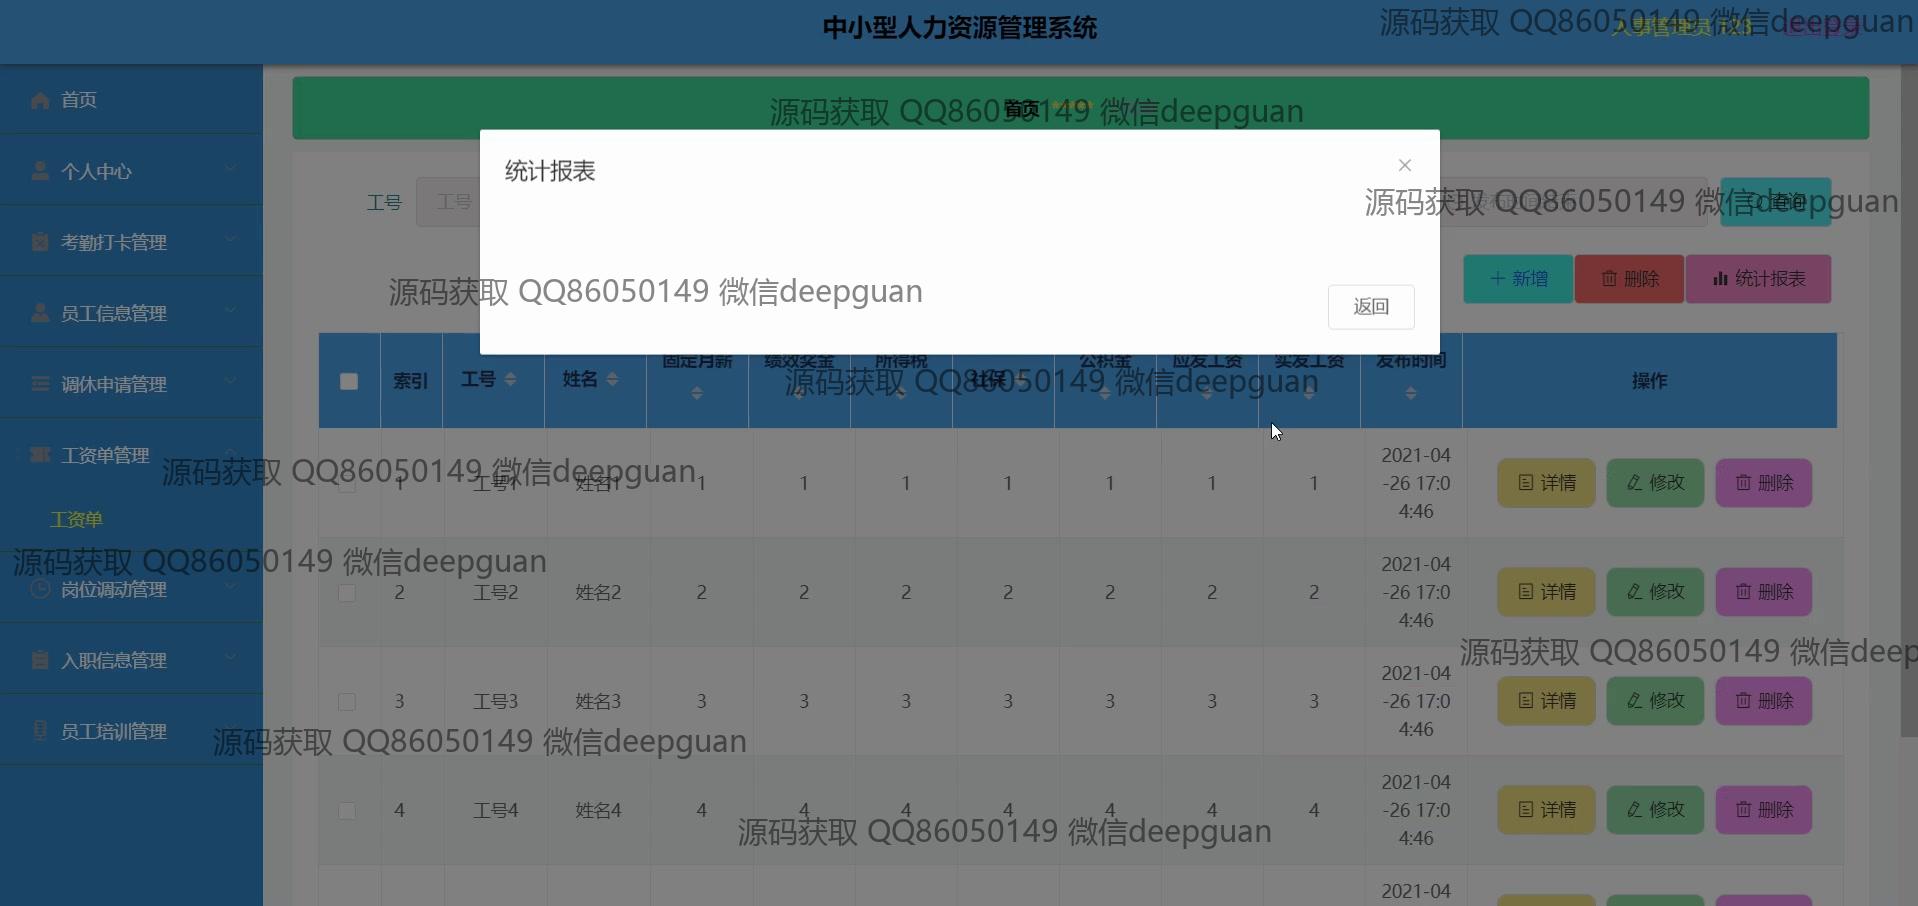 中小型人力资源管理系统
人事管理员 123
源码获取 QQ86050149 微信deepguan
首页
首页
源码获取 QQ86050149 微信deepguan
个人中心
考勤打卡管理
员工信息管理
调休申请管理
工资单管理
工资单
岗位调动管理
入职信息管理
员工培训管理
统计报表
返回
工号
工号
查询
源码获取 QQ86050149 微信deepguan
新增
删除
统计报表
源码获取 QQ86050149 微信deepguan
索引 工号 姓名 固定月薪 绩效奖金 所得税 社保 公积金 应发工资 实发工资 发布时间 操作
源码获取 QQ86050149 微信deepguan
1 工号1 姓名1 1 1 1 1 1 1 1
2021-04
-26 17:0
4:46
详情 修改 删除
源码获取 QQ86050149 微信deepguan
源码获取 QQ86050149 微信deepguan
2 工号2 姓名2 2 2 2 2 2 2 2
2021-04
-26 17:0
4:46
详情 修改 删除
源码获取 QQ86050149 微信deep
3 工号3 姓名3 3 3 3 3 3 3 3
2021-04
-26 17:0
4:46
详情 修改 删除
源码获取 QQ86050149 微信deepguan
4 工号4 姓名4 4 4 4 4 4 4 4
2021-04
-26 17:0
4:46
详情 修改 删除
源码获取 QQ86050149 微信deepguan
2021-04